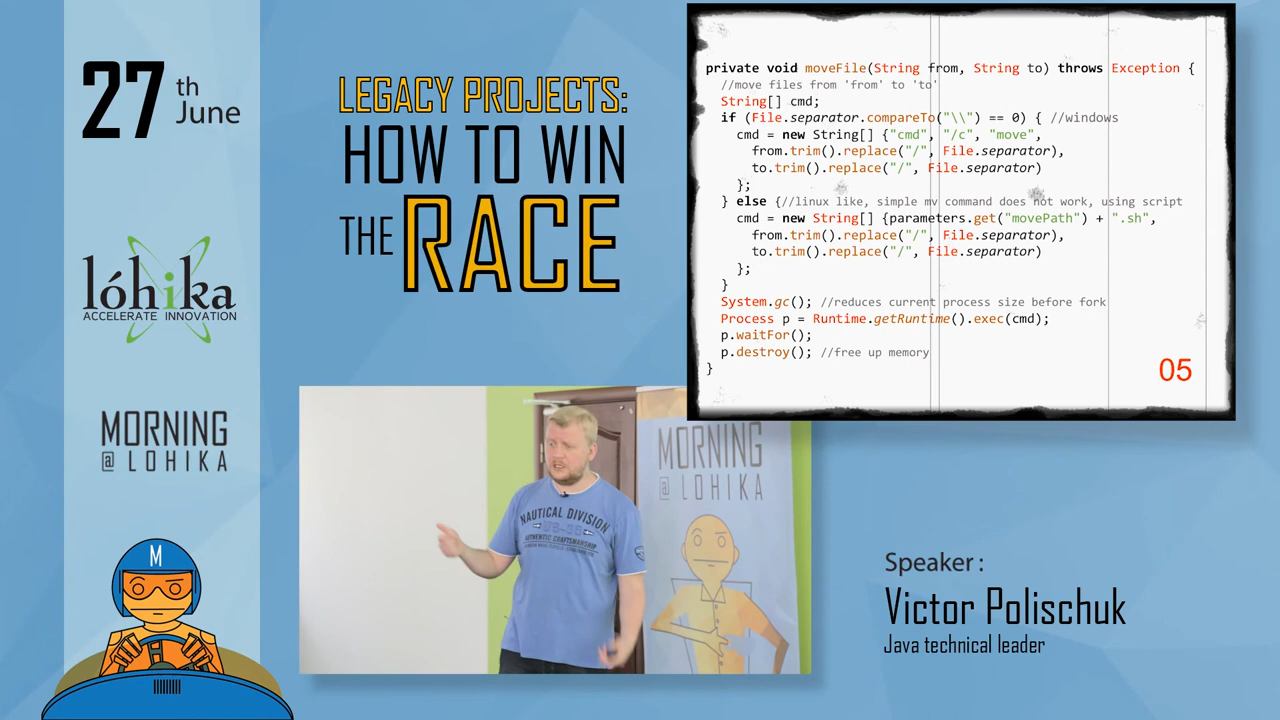 27
th
June
lóhika
ACCELERATE INNOVATION
MORNING
@ LOHIKA
M
LEGACY PROJECTS:
HOW TO WIN
THE RACE
private void moveFile(String from, String to) throws Exception {
//move files from 'from' to 'to'
String[] cmd;
if (File.separator.compareTo("\\") == 0) { //windows
cmd = new String[] {"cmd", "/c", "move",
from.trim().replace("/", File.separator),
to.trim().replace("/", File.separator)
};
} else {//linux like, simple mv command does not work, using script
cmd = new String[] {parameters.get("movePath") + ".sh",
from.trim().replace("/", File.separator),
to.trim().replace("/", File.separator)
};
}
System.gc(); //reduces current process size before fork
Process p = Runtime.getRuntime().exec(cmd);
p.waitFor();
p.destroy(); //free up memory
}
05
NAUTICAL DIVISION
AUTHENTIC CRAFTSMANSHIP
MORNING
@ LOHIKA
Speaker :
Victor Polischuk
Java technical leader